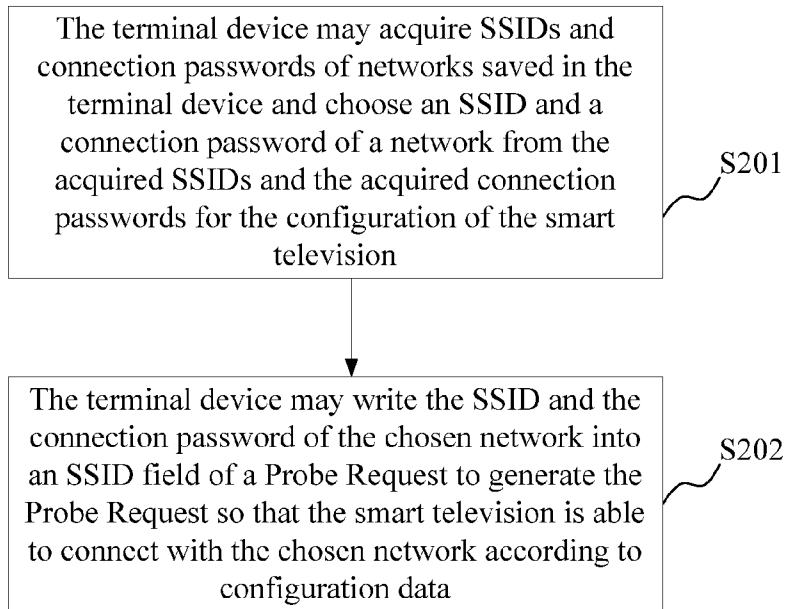 The terminal device may acquire SSIDs and
connection passwords of networks saved in the
terminal device and choose an SSID and a
connection password of a network from the
acquired SSIDs and the acquired connection
passwords for the configuration of the smart
television
S201
The terminal device may write the SSID and the
connection password of the chosen network into
an SSID field of a Probe Request to generate the
Probe Request so that the smart television is able
to connect with the chosen network according to
configuration data
S202